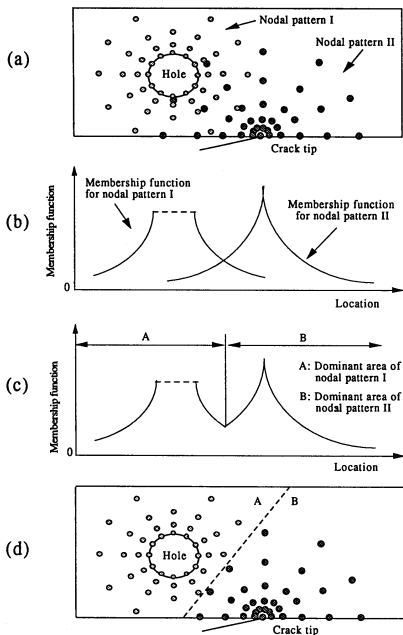 (a)
Nodal pattern I
Nodal pattern II
Hole
Crack tip
(b)
Membership function
Membership function
for nodal pattern I
Membership function
for nodal pattern II
0
Location
(c)
Membership function
A
B
A: Dominant area of
nodal pattern I
B: Dominant area of
nodal pattern II
0
Location
(d)
A
B
Hole
Crack tip